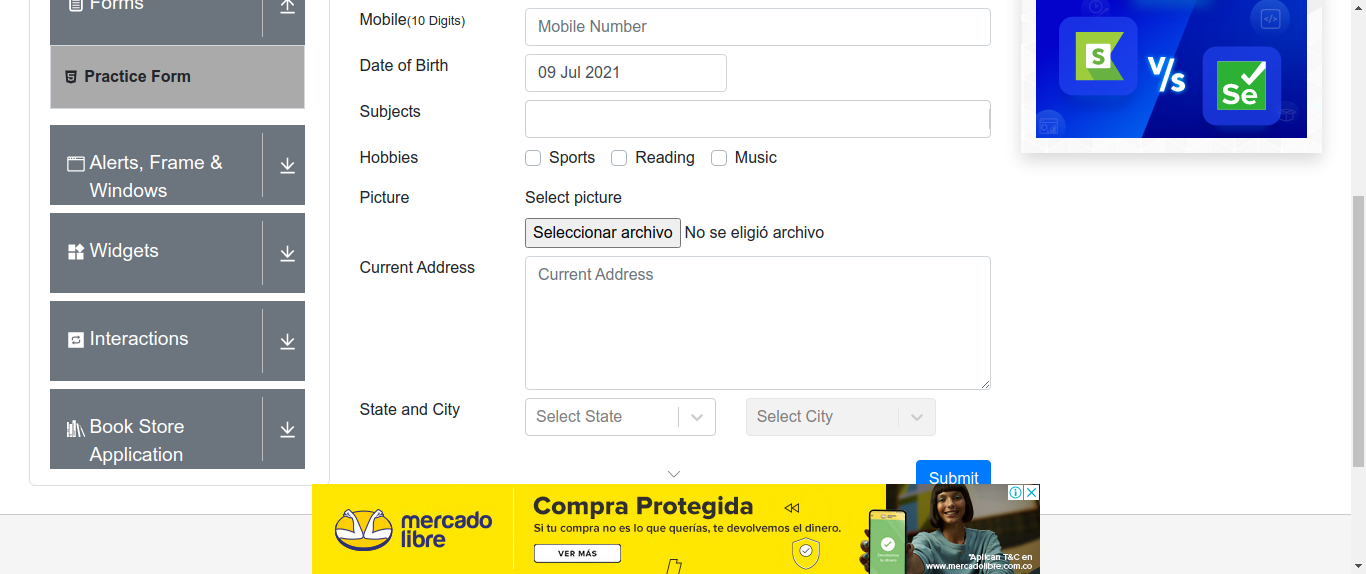 Forms
Practice Form
Alerts, Frame &
Windows
Widgets
Interactions
Book Store
Application
Mobile(10 Digits)
Mobile Number
Date of Birth
09 Jul 2021
Subjects
Hobbies
Sports
Reading
Music
Picture
Select picture
Seleccionar archivo
No se eligió archivo
Current Address
Current Address
State and City
Select State
Select City
Submit
S
V/s
Se
mercado
libre
Compra Protegida
Si tu compra no es lo que querías, te devolvemos el dinero.
VER MÁS
*Aplican T&C en
www.mercadolibre.com.co